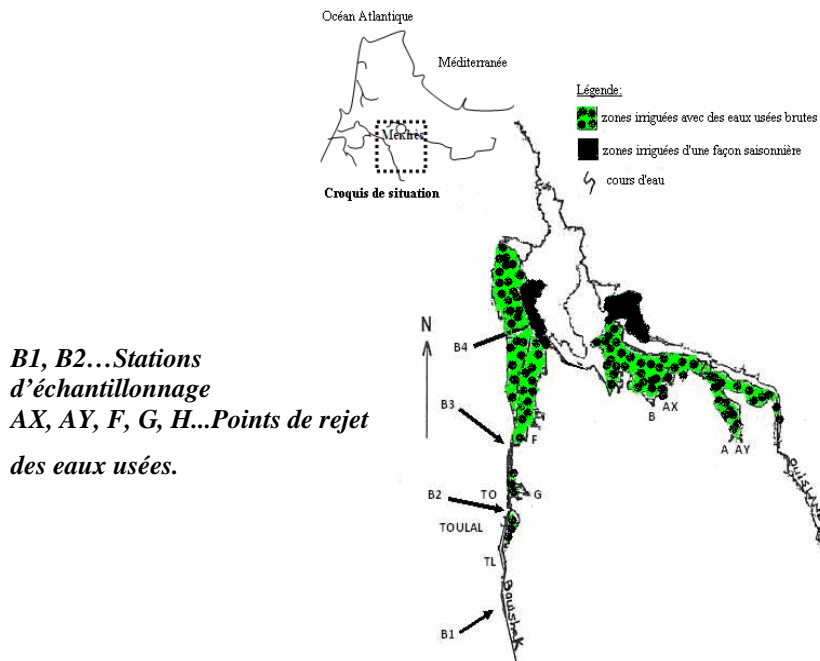 Océan Atlantique
Méditerranée
Meknès
Croquis de situation
Légende:
zones irriguées avec des eaux usées brutes
zones irriguées d'une façon saisonnière
cours d'eau
N
B4
B3
F
B2
TO
G
TOULAL
TL
B1
Bouishak
B
AX
A AY
B1, B2...Stations
d'échantillonnage
AX, AY, F, G, H...Points de rejet
des eaux usées.